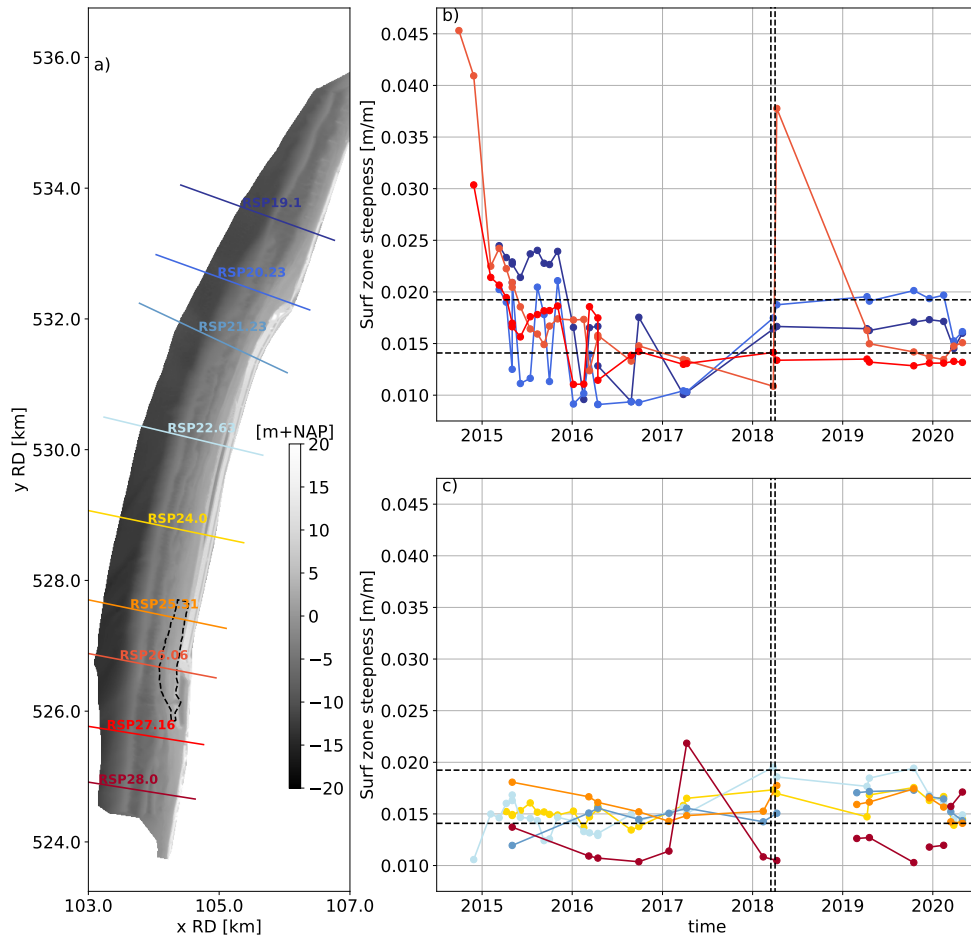 a)
536.0
534.0
532.0
530.0
528.0
526.0
524.0
y RD [km]
103.0
105.0
107.0
x RD [km]
RSP19.1
RSP20.23
RSP21.23
RSP22.63
RSP24.0
RSP25.31
RSP26.06
RSP27.16
RSP28.0
[m+NAP]
20
15
10
5
0
−5
−10
−15
−20
b)
Surf zone steepness [m/m]
0.045
0.040
0.035
0.030
0.025
0.020
0.015
0.010
2015
2016
2017
2018
2019
2020
c)
Surf zone steepness [m/m]
0.045
0.040
0.035
0.030
0.025
0.020
0.015
0.010
2015
2016
2017
2018
2019
2020
time